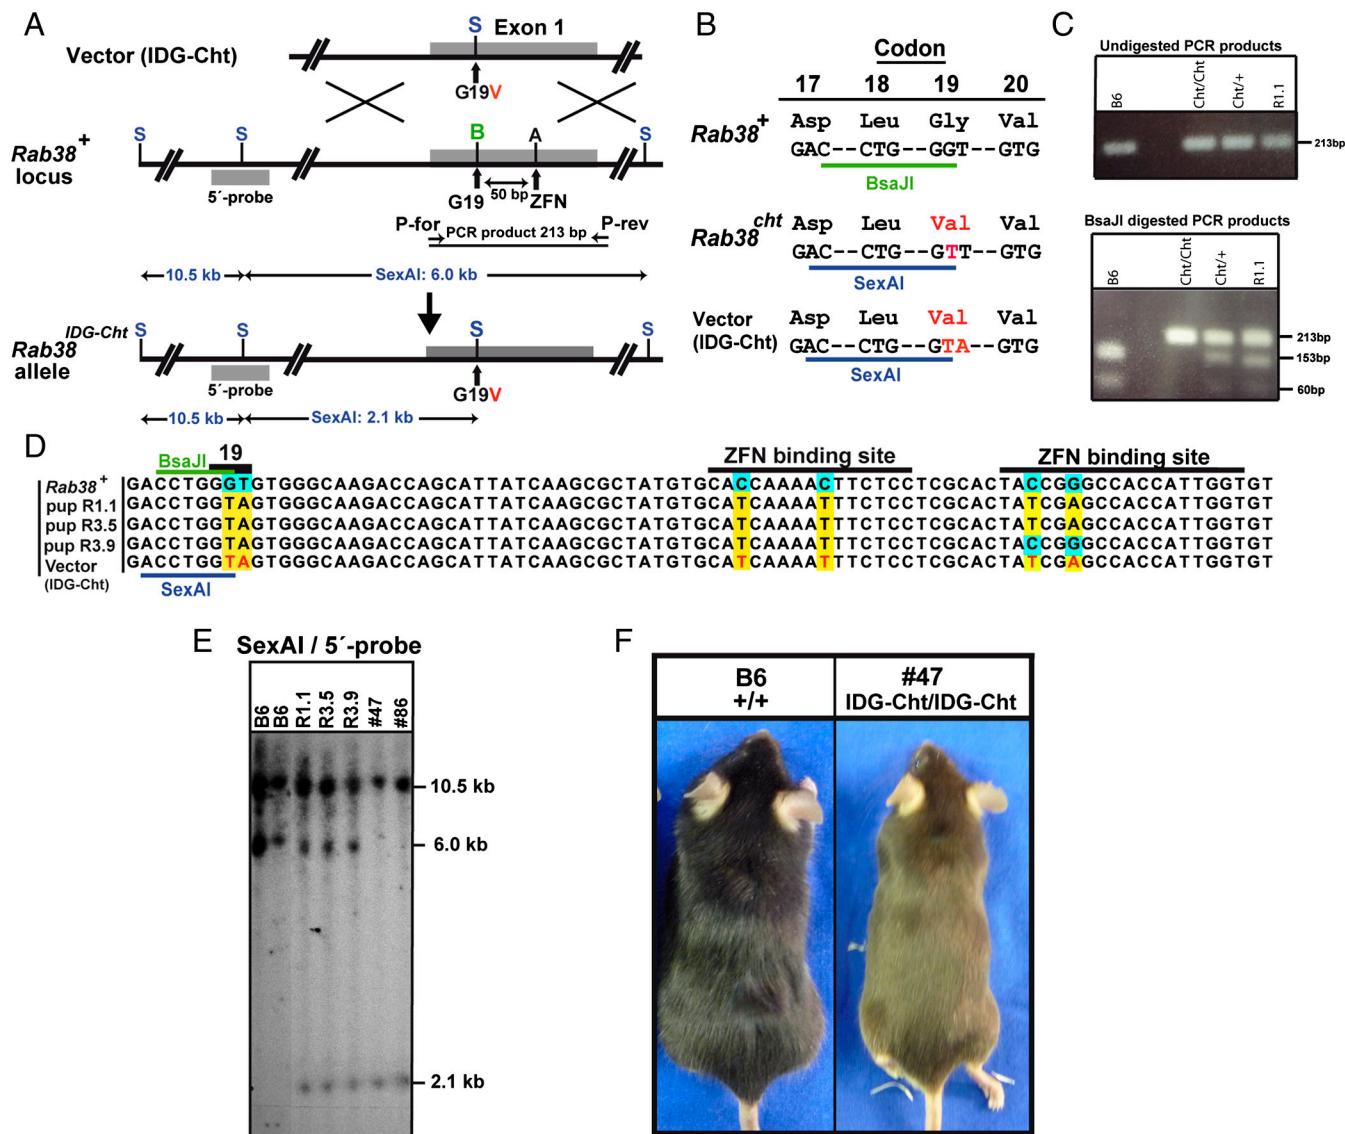 A
Vector (IDG-Cht)
S
Exon 1
G19V
Rab38+
locus
S
S
B
A
S
5´-probe
G19
50 bp
ZFN
P-for
PCR product 213 bp
P-rev
10.5 kb
SexAI: 6.0 kb
Rab38IDG-Cht
allele
S
S
S
S
5´-probe
G19V
10.5 kb
SexAI: 2.1 kb
B
Codon
17 18 19 20
Rab38+
Asp Leu Gly Val
GAC--CTG--GGT--GTG
BsaJI
Rab38cht
Asp Leu Val Val
GAC--CTG--GTT--GTG
SexAI
Vector
(IDG-Cht)
Asp Leu Val Val
GAC--CTG--GTA--GTG
SexAI
C
Undigested PCR products
B6
Cht/Cht
Cht/+
R1.1
213bp
BsaJI digested PCR products
B6
Cht/Cht
Cht/+
R1.1
213bp
153bp
60bp
D
BsaJI
19
ZFN binding site
ZFN binding site
Rab38+ GACCTGGGTGTGGGCAAGACCAGCATTATCAAGCGCTATGTGCACCAAAACTTCTCCTCGCACTACCGGGCCACCATTGGTGT
pup R1.1 GACCTGGTAGTGGGCAAGACCAGCATTATCAAGCGCTATGTGCATCAAAATTTCTCCTCGCACTATCGAGCCACCATTGGTGT
pup R3.5 GACCTGGTAGTGGGCAAGACCAGCATTATCAAGCGCTATGTGCATCAAAATTTCTCCTCGCACTATCGAGCCACCATTGGTGT
pup R3.9 GACCTGGTAGTGGGCAAGACCAGCATTATCAAGCGCTATGTGCATCAAAATTTCTCCTCGCACTACCGGGCCACCATTGGTGT
Vector GACCTGGTAGTGGGCAAGACCAGCATTATCAAGCGCTATGTGCATCAAAATTTCTCCTCGCACTATCGAGCCACCATTGGTGT
(IDG-Cht)
SexAI
E
SexAI / 5´-probe
B6
B6
R1.1
R3.5
R3.9
#47
#86
10.5 kb
6.0 kb
2.1 kb
F
B6
+/+
#47
IDG-Cht/IDG-Cht